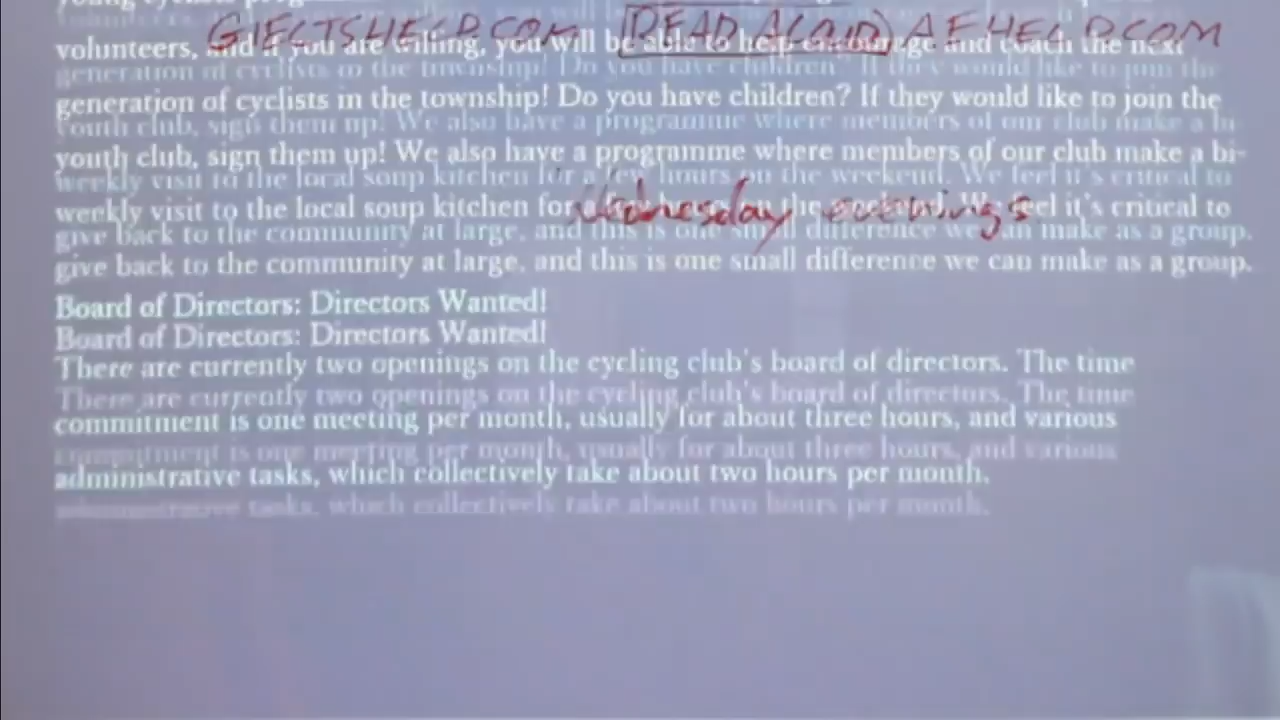 GIELTSHELP.COM READ ALOUD AEHELP.COM
volunteers, and if you are willing, you will be able to help encourage and coach the next
generation of cyclists in the township! Do you have children? If they would like to join the
youth club, sign them up! We also have a programme where members of our club make a bi-
weekly visit to the local soup kitchen for a few hours on the weekend. We feel it's critical to
Wednesday evenings
give back to the community at large, and this is one small difference we can make as a group.
Board of Directors: Directors Wanted!
There are currently two openings on the cycling club's board of directors. The time
commitment is one meeting per month, usually for about three hours, and various
administrative tasks, which collectively take about two hours per month.